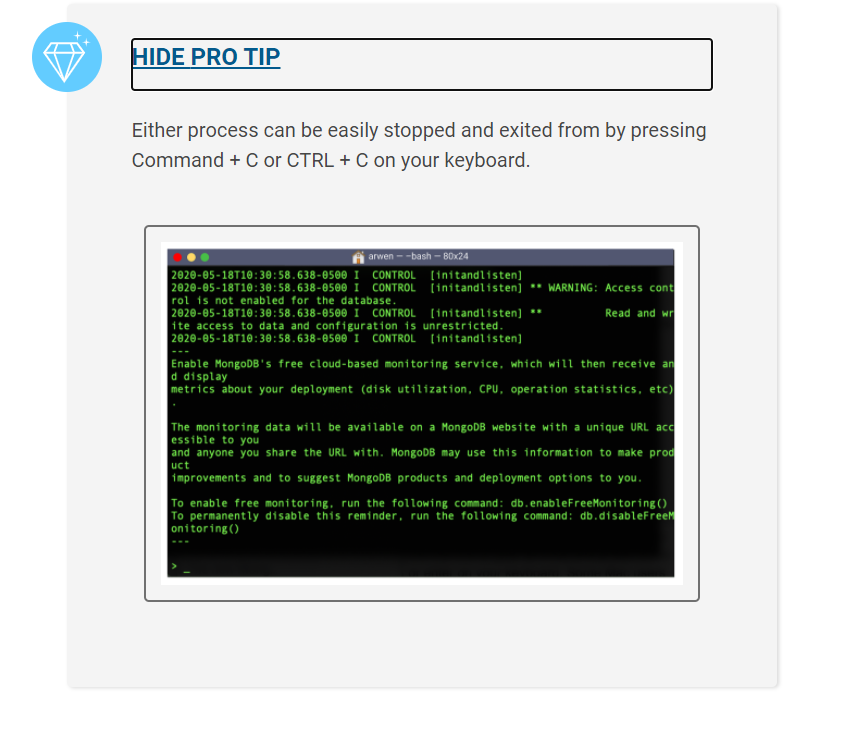 HIDE PRO TIP
Either process can be easily stopped and exited from by pressing
Command + C or CTRL + C on your keyboard.
arwen — -bash — 80x24
2020-05-18T10:30:58.638-0500 I  CONTROL  [initandlisten]
2020-05-18T10:30:58.638-0500 I  CONTROL  [initandlisten] ** WARNING: Access cont
rol is not enabled for the database.
2020-05-18T10:30:58.638-0500 I  CONTROL  [initandlisten] **          Read and wr
ite access to data and configuration is unrestricted.
2020-05-18T10:30:58.638-0500 I  CONTROL  [initandlisten]
---
Enable MongoDB's free cloud-based monitoring service, which will then receive an
d display
metrics about your deployment (disk utilization, CPU, operation statistics, etc)
.
The monitoring data will be available on a MongoDB website with a unique URL acc
essible to you
and anyone you share the URL with. MongoDB may use this information to make prod
uct
improvements and to suggest MongoDB products and deployment options to you.
To enable free monitoring, run the following command: db.enableFreeMonitoring()
To permanently disable this reminder, run the following command: db.disableFreeM
onitoring()
---
> _